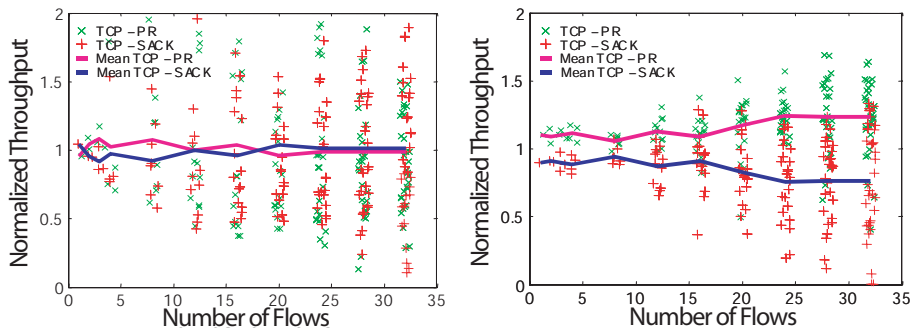 2
TCP-PR
TCP-SACK
Mean TCP-PR
Mean TCP-SACK
1.5
1.0
0.5
0
0
5
10
15
20
25
30
35
Normalized Throughput
Number of Flows
2
TCP-PR
TCP-SACK
Mean TCP-PR
Mean TCP-SACK
1.5
1
0.5
0
0
5
10
15
20
25
30
35
Normalized Throughput
Number of Flows